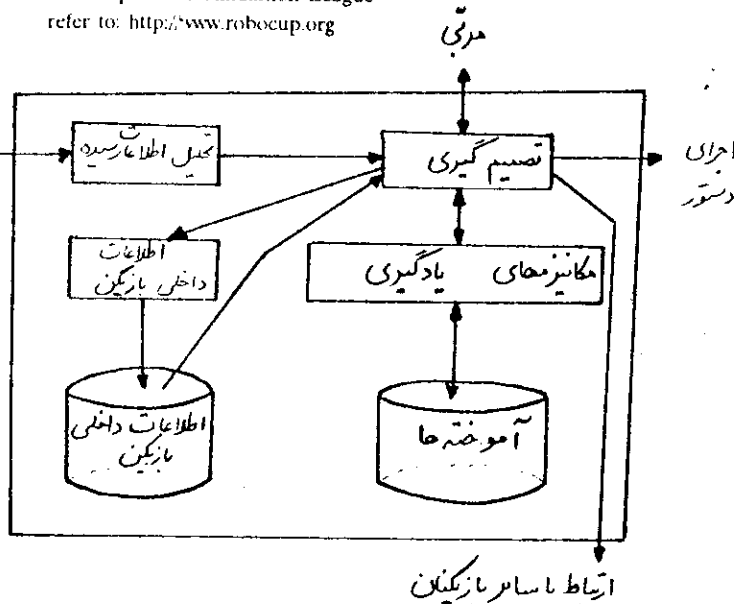 refer to: http://www.robocup.org
مربی
تحلیل اطلاعات رسیده
تصمیم گیری
اجرای
دستور
اطلاعات
داخلی بازیکن
مکانیزمهای یادگیری
اطلاعات داخلی
بازیکن
آموخته ها
ارتباط با سایر بازیکنان